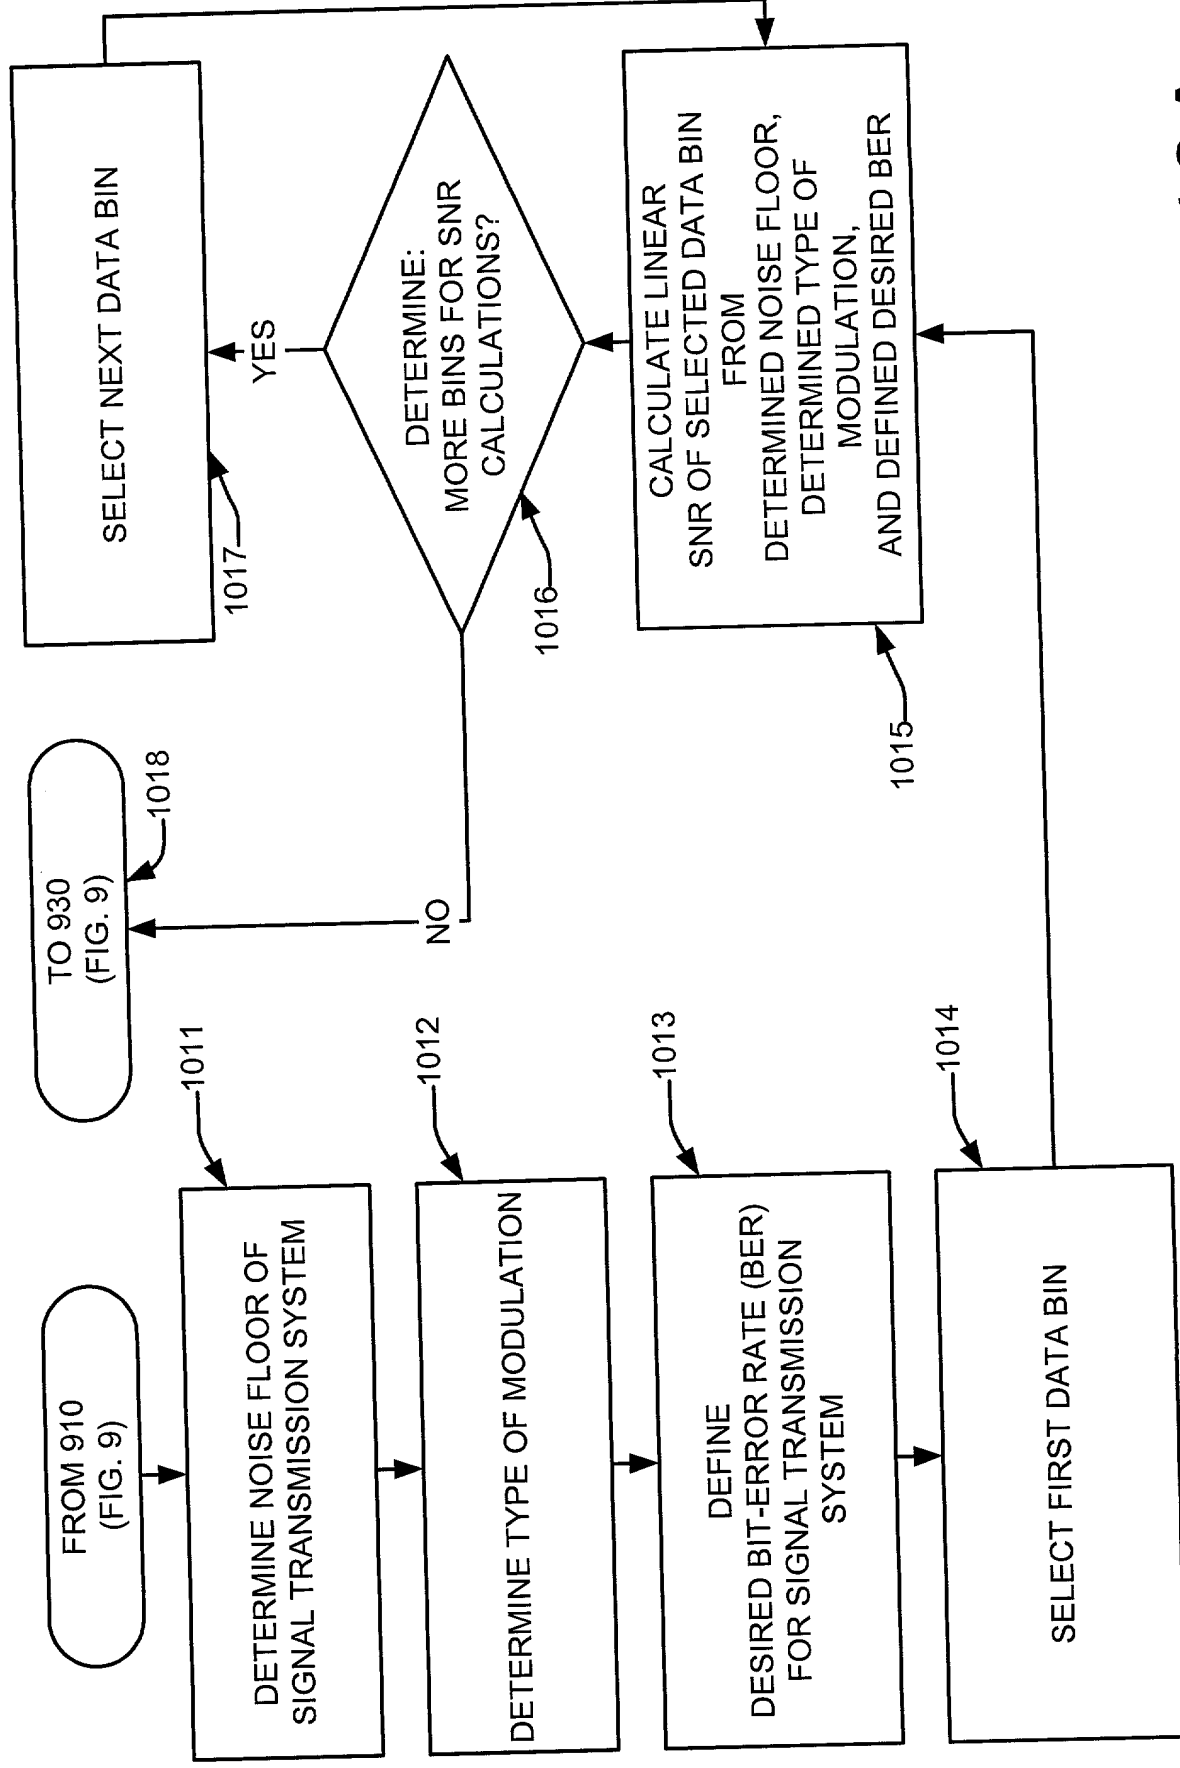 FROM 910
(FIG. 9)
DETERMINE NOISE FLOOR OF
SIGNAL TRANSMISSION SYSTEM
1011
DETERMINE TYPE OF MODULATION
1012
DEFINE
DESIRED BIT-ERROR RATE (BER)
FOR SIGNAL TRANSMISSION
SYSTEM
1013
SELECT FIRST DATA BIN
1014
TO 930
(FIG. 9)
1018
NO
SELECT NEXT DATA BIN
1017
YES
DETERMINE:
MORE BINS FOR SNR
CALCULATIONS?
1016
CALCULATE LINEAR
SNR OF SELECTED DATA BIN
FROM
DETERMINED NOISE FLOOR,
DETERMINED TYPE OF
MODULATION,
AND DEFINED DESIRED BER
1015